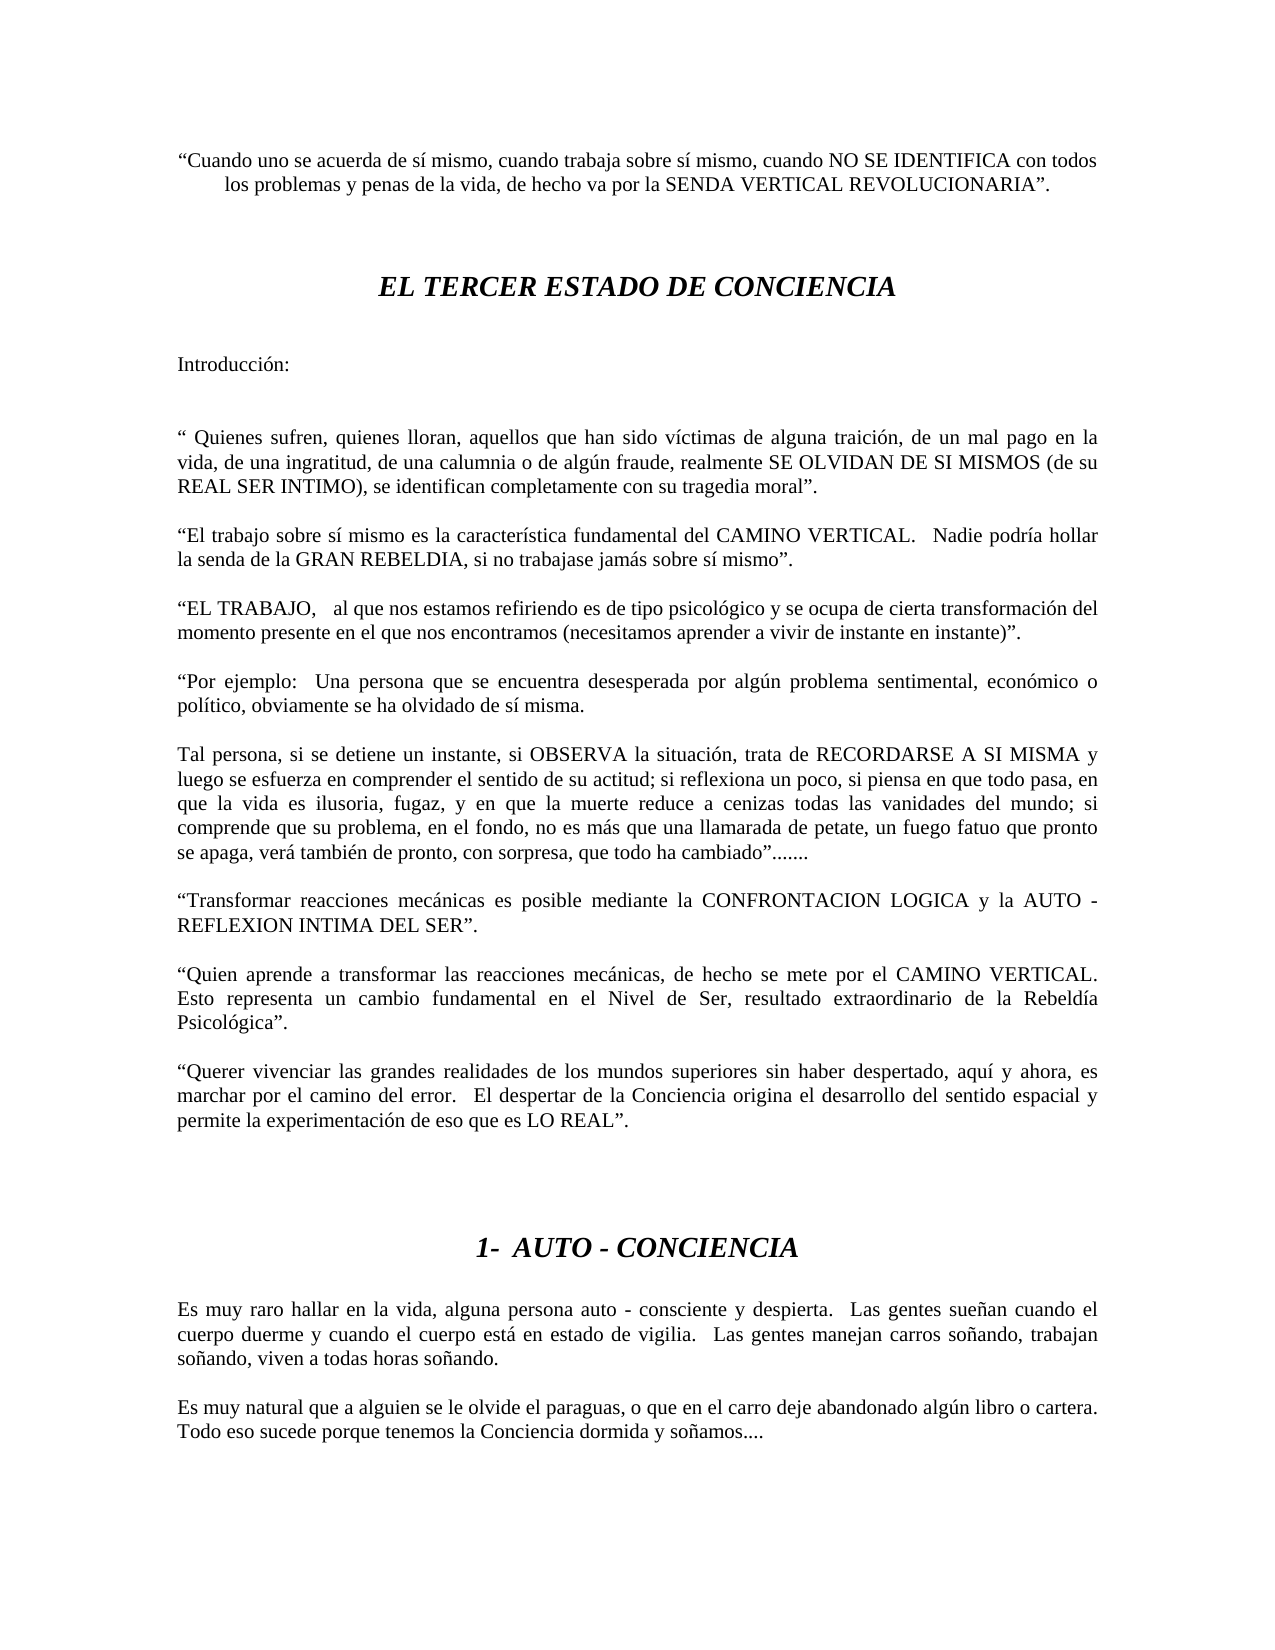 “Cuando uno se acuerda de sí mismo, cuando trabaja sobre sí mismo, cuando NO SE IDENTIFICA con todos
los problemas y penas de la vida, de hecho va por la SENDA VERTICAL REVOLUCIONARIA”.
EL TERCER ESTADO DE CONCIENCIA
Introducción:
“ Quienes sufren, quienes lloran, aquellos que han sido víctimas de alguna traición, de un mal pago en la
vida, de una ingratitud, de una calumnia o de algún fraude, realmente SE OLVIDAN DE SI MISMOS (de su
REAL SER INTIMO), se identifican completamente con su tragedia moral”.
“El trabajo sobre sí mismo es la característica fundamental del CAMINO VERTICAL.  Nadie podría hollar
la senda de la GRAN REBELDIA, si no trabajase jamás sobre sí mismo”.
“EL TRABAJO,  al que nos estamos refiriendo es de tipo psicológico y se ocupa de cierta transformación del
momento presente en el que nos encontramos (necesitamos aprender a vivir de instante en instante)”.
“Por ejemplo:  Una persona que se encuentra desesperada por algún problema sentimental, económico o
político, obviamente se ha olvidado de sí misma.
Tal persona, si se detiene un instante, si OBSERVA la situación, trata de RECORDARSE A SI MISMA y
luego se esfuerza en comprender el sentido de su actitud; si reflexiona un poco, si piensa en que todo pasa, en
que la vida es ilusoria, fugaz, y en que la muerte reduce a cenizas todas las vanidades del mundo; si
comprende que su problema, en el fondo, no es más que una llamarada de petate, un fuego fatuo que pronto
se apaga, verá también de pronto, con sorpresa, que todo ha cambiado”.......
“Transformar reacciones mecánicas es posible mediante la CONFRONTACION LOGICA y la AUTO -
REFLEXION INTIMA DEL SER”.
“Quien aprende a transformar las reacciones mecánicas, de hecho se mete por el CAMINO VERTICAL.
Esto representa un cambio fundamental en el Nivel de Ser, resultado extraordinario de la Rebeldía
Psicológica”.
“Querer vivenciar las grandes realidades de los mundos superiores sin haber despertado, aquí y ahora, es
marchar por el camino del error.  El despertar de la Conciencia origina el desarrollo del sentido espacial y
permite la experimentación de eso que es LO REAL”.
1-  AUTO - CONCIENCIA
Es muy raro hallar en la vida, alguna persona auto - consciente y despierta.  Las gentes sueñan cuando el
cuerpo duerme y cuando el cuerpo está en estado de vigilia.  Las gentes manejan carros soñando, trabajan
soñando, viven a todas horas soñando.
Es muy natural que a alguien se le olvide el paraguas, o que en el carro deje abandonado algún libro o cartera.
Todo eso sucede porque tenemos la Conciencia dormida y soñamos....